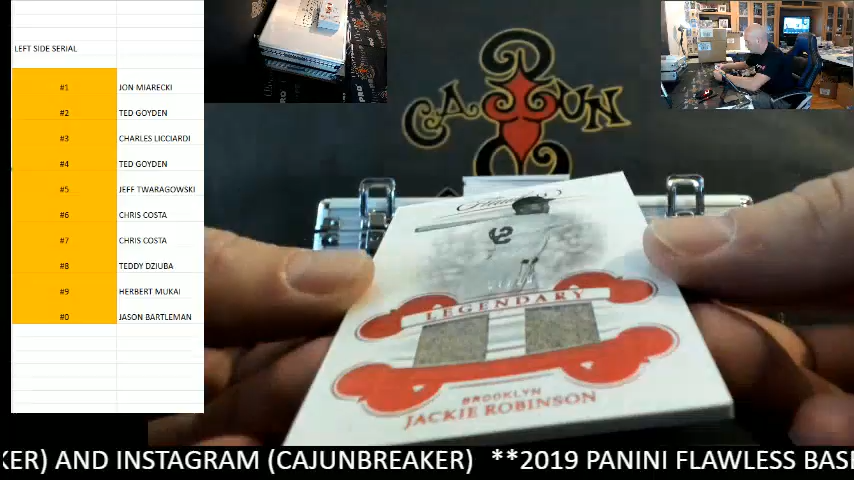 LEFT SIDE SERIAL
#1 JON MIARECKI
#2 TED GOYDEN
#3 CHARLES LICCIARDI
#4 TED GOYDEN
#5 JEFF TWARAGOWSKI
#6 CHRIS COSTA
#7 CHRIS COSTA
#8 TEDDY DZIUBA
#9 HERBERT MUKAI
#0 JASON BARTLEMAN
CAJUN
LEGENDARY
BROOKLYN
JACKIE ROBINSON
KER) AND INSTAGRAM (CAJUNBREAKER) **2019 PANINI FLAWLESS BASE